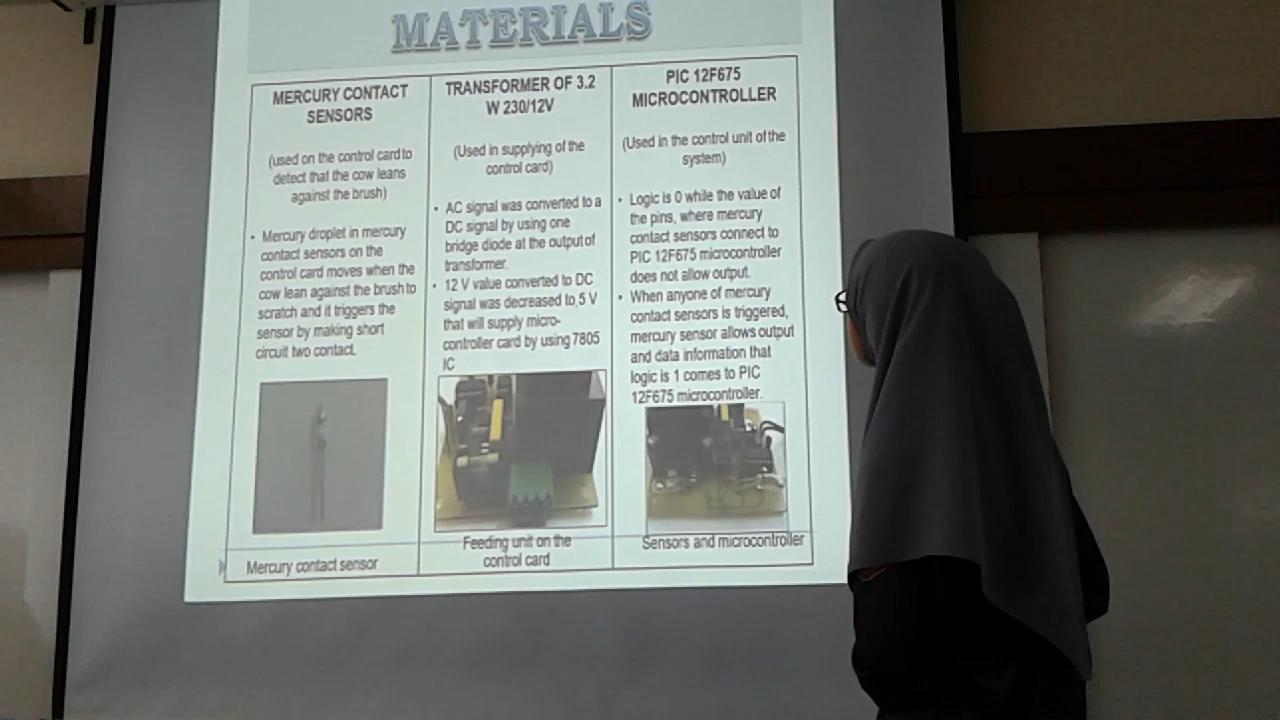 MATERIALS
MERCURY CONTACT
SENSORS
(used on the control card to
detect that the cow leans
against the brush)
• Mercury droplet in mercury
contact sensors on the
control card moves when the
cow lean against the brush to
scratch and it triggers the
sensor by making short
circuit two contact.
Mercury contact sensor
TRANSFORMER OF 3.2
W 230/12V
(Used in supplying of the
control card)
• AC signal was converted to a
DC signal by using one
bridge diode at the output of
transformer.
• 12 V value converted to DC
signal was decreased to 5 V
that will supply micro-
controller card by using 7805
IC
Feeding unit on the
control card
PIC 12F675
MICROCONTROLLER
(Used in the control unit of the
system)
• Logic is 0 while the value of
the pins, where mercury
contact sensors connect to
PIC 12F675 microcontroller
does not allow output.
• When anyone of mercury
contact sensors is triggered,
mercury sensor allows output
and data information that
logic is 1 comes to PIC
12F675 microcontroller.
Sensors and microcontroller